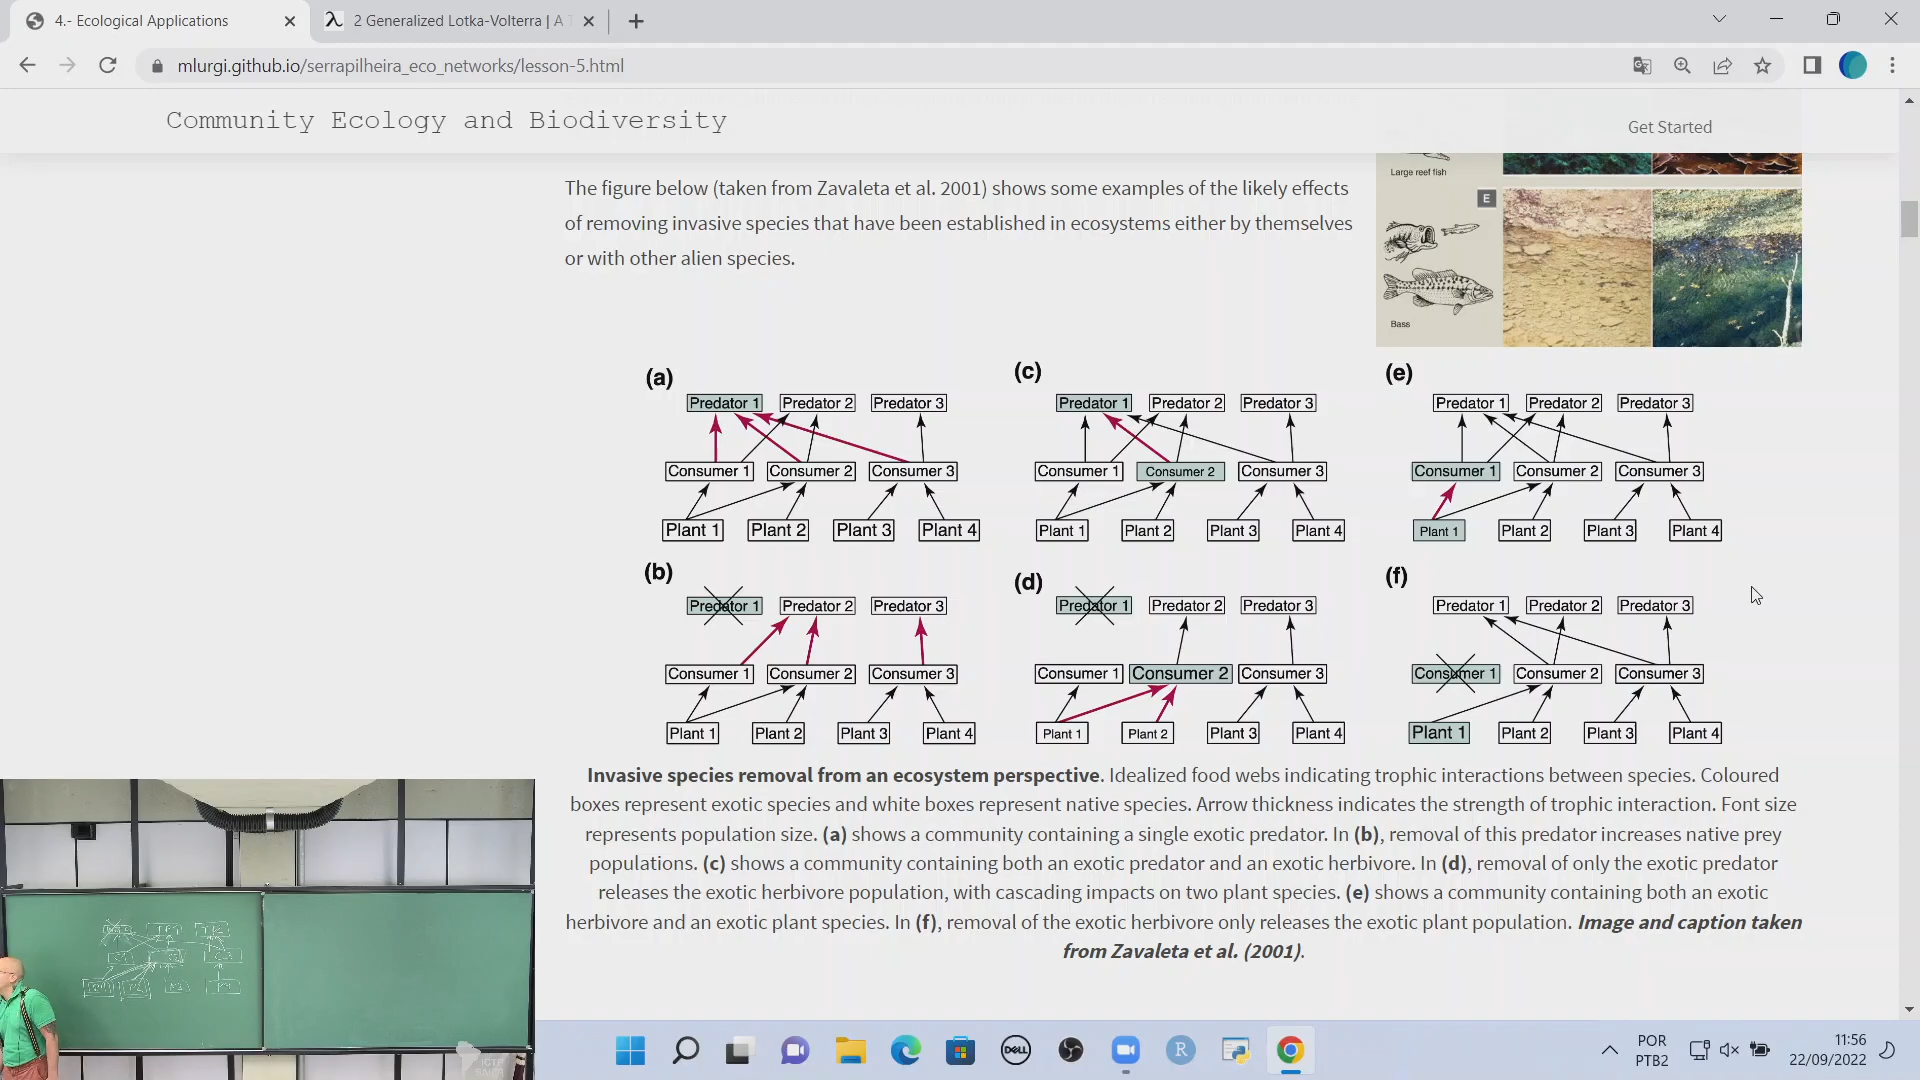 4.- Ecological Applications
2 Generalized Lotka-Volterra | A T
mlurgi.github.io/serrapilheira_eco_networks/lesson-5.html
Community Ecology and Biodiversity
Get Started
The figure below (taken from Zavaleta et al. 2001) shows some examples of the likely effects
of removing invasive species that have been established in ecosystems either by themselves
or with other alien species.
Large reef fish
E
Bass
(a)
Predator 1 Predator 2 Predator 3
Consumer 1 Consumer 2 Consumer 3
Plant 1 Plant 2 Plant 3 Plant 4
(c)
Predator 1 Predator 2 Predator 3
Consumer 1 Consumer 2 Consumer 3
Plant 1 Plant 2 Plant 3 Plant 4
(e)
Predator 1 Predator 2 Predator 3
Consumer 1 Consumer 2 Consumer 3
Plant 1 Plant 2 Plant 3 Plant 4
(b)
Predator 1 Predator 2 Predator 3
Consumer 1 Consumer 2 Consumer 3
Plant 1 Plant 2 Plant 3 Plant 4
(d)
Predator 1 Predator 2 Predator 3
Consumer 1 Consumer 2 Consumer 3
Plant 1 Plant 2 Plant 3 Plant 4
(f)
Predator 1 Predator 2 Predator 3
Consumer 1 Consumer 2 Consumer 3
Plant 1 Plant 2 Plant 3 Plant 4
Invasive species removal from an ecosystem perspective. Idealized food webs indicating trophic interactions between species. Coloured
boxes represent exotic species and white boxes represent native species. Arrow thickness indicates the strength of trophic interaction. Font size
represents population size. (a) shows a community containing a single exotic predator. In (b), removal of this predator increases native prey
populations. (c) shows a community containing both an exotic predator and an exotic herbivore. In (d), removal of only the exotic predator
releases the exotic herbivore population, with cascading impacts on two plant species. (e) shows a community containing both an exotic
herbivore and an exotic plant species. In (f), removal of the exotic herbivore only releases the exotic plant population. Image and caption taken
from Zavaleta et al. (2001).
ICTP
DELL
R
POR
PTB2
11:56
22/09/2022